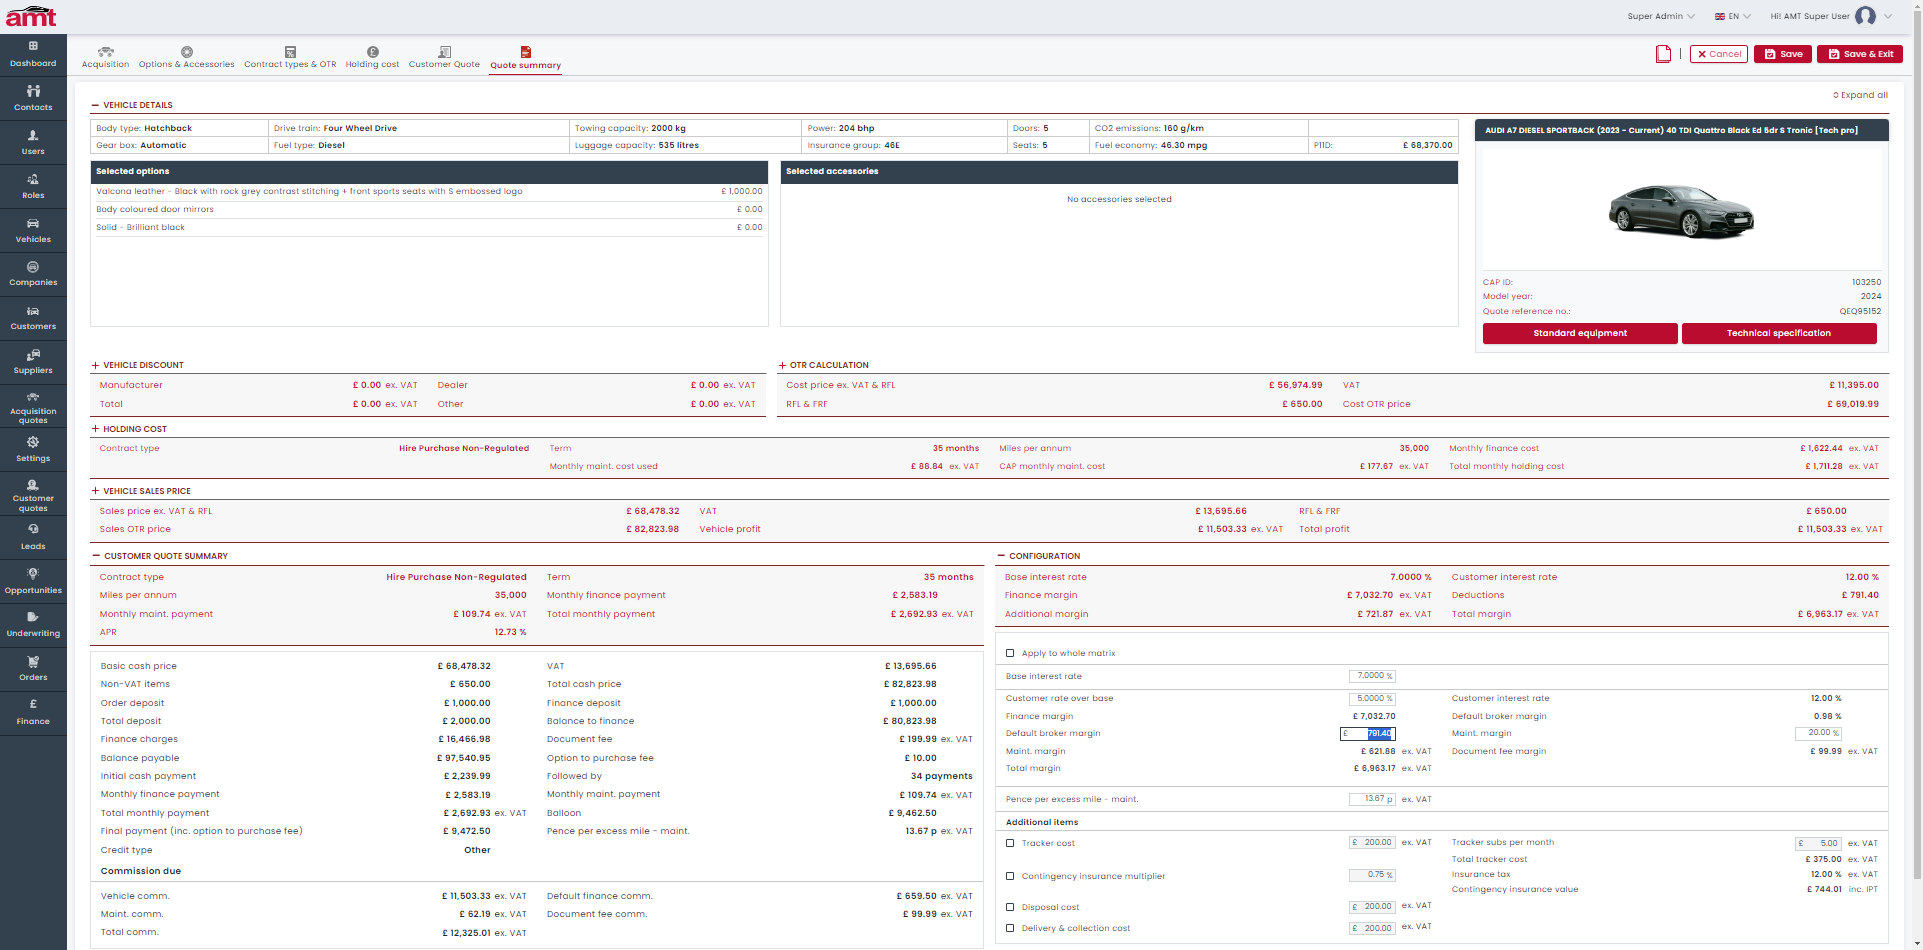 amt
Super Admin
EN
Hi! AMT Super User
Dashboard
Contacts
Users
Roles
Vehicles
Companies
Customers
Suppliers
Acquisition quotes
Settings
Customer quotes
Leads
Opportunities
Underwriting
Orders
Finance
Acquisition
Options & Accessories
Contract types & OTR
Holding cost
Customer Quote
Quote summary
Cancel
Save
Save & Exit
Expand all
VEHICLE DETAILS
Body type: Hatchback Drive train: Four Wheel Drive Towing capacity: 2000 kg Power: 204 bhp Doors: 5 CO2 emissions: 160 g/km
Gear box: Automatic Fuel type: Diesel Luggage capacity: 535 litres Insurance group: 46E Seats: 5 Fuel economy: 46.30 mpg P11D: £ 68,370.00
Selected options
Valcona leather - Black with rock grey contrast stitching + front sports seats with S embossed logo £ 1,000.00
Body coloured door mirrors £ 0.00
Solid - Brilliant black £ 0.00
Selected accessories
No accessories selected
AUDI A7 DIESEL SPORTBACK (2023 - Current) 40 TDI Quattro Black Ed 5dr S Tronic [Tech pro]
CAP ID: 103250
Model year: 2024
Quote reference no.: QEQ95152
Standard equipment
Technical specification
VEHICLE DISCOUNT
Manufacturer £ 0.00 ex. VAT Dealer £ 0.00 ex. VAT
Total £ 0.00 ex. VAT Other £ 0.00 ex. VAT
OTR CALCULATION
Cost price ex. VAT & RFL £ 56,974.99 VAT £ 11,395.00
RFL & FRF £ 650.00 Cost OTR price £ 69,019.99
HOLDING COST
Contract type Hire Purchase Non-Regulated Term 35 months Miles per annum 35,000 Monthly finance cost £ 1,622.44 ex. VAT
Monthly maint. cost used £ 88.84 ex. VAT CAP monthly maint. cost £ 177.67 ex. VAT Total monthly holding cost £ 1,711.28 ex. VAT
VEHICLE SALES PRICE
Sales price ex. VAT & RFL £ 68,478.32 VAT £ 13,695.66 RFL & FRF £ 650.00
Sales OTR price £ 82,823.98 Vehicle profit £ 11,503.33 ex. VAT Total profit £ 11,503.33 ex. VAT
CUSTOMER QUOTE SUMMARY
Contract type Hire Purchase Non-Regulated Term 35 months
Miles per annum 35,000 Monthly finance payment £ 2,583.19
Monthly maint. payment £ 109.74 ex. VAT Total monthly payment £ 2,692.93 ex. VAT
APR 12.73 %
Basic cash price £ 68,478.32 VAT £ 13,695.66
Non-VAT items £ 650.00 Total cash price £ 82,823.98
Order deposit £ 1,000.00 Finance deposit £ 1,000.00
Total deposit £ 2,000.00 Balance to finance £ 80,823.98
Finance charges £ 16,466.98 Document fee £ 199.99 ex. VAT
Balance payable £ 97,540.95 Option to purchase fee £ 10.00
Initial cash payment £ 2,239.99 Followed by 34 payments
Monthly finance payment £ 2,583.19 Monthly maint. payment £ 109.74 ex. VAT
Total monthly payment £ 2,692.93 ex. VAT Balloon £ 9,462.50
Final payment (inc. option to purchase fee) £ 9,472.50 Pence per excess mile - maint. 13.67 p ex. VAT
Credit type Other
Commission due
Vehicle comm. £ 11,503.33 ex. VAT Default finance comm. £ 659.50 ex. VAT
Maint. comm. £ 62.19 ex. VAT Document fee comm. £ 99.99 ex. VAT
Total comm. £ 12,325.01 ex. VAT
CONFIGURATION
Base interest rate 7.0000 % Customer interest rate 12.00 %
Finance margin £ 7,032.70 ex. VAT Deductions £ 791.40
Additional margin £ 721.87 ex. VAT Total margin £ 6,963.17 ex. VAT
Apply to whole matrix
Base interest rate 7.0000 %
Customer rate over base 5.0000 % Customer interest rate 12.00 %
Finance margin £ 7,032.70 Default broker margin 0.98 %
Default broker margin £ 791.40 Maint. margin 20.00 %
Maint. margin £ 621.88 ex. VAT Document fee margin £ 99.99 ex. VAT
Total margin £ 6,963.17 ex. VAT
Pence per excess mile - maint. 13.67 p ex. VAT
Additional items
Tracker cost £ 200.00 ex. VAT Tracker subs per month £ 5.00 ex. VAT
Total tracker cost £ 375.00 ex. VAT
Contingency insurance multiplier 0.75 % Insurance tax 12.00 % ex. VAT
Contingency insurance value £ 744.01 inc. IPT
Disposal cost £ 200.00 ex. VAT
Delivery & collection cost £ 200.00 ex. VAT